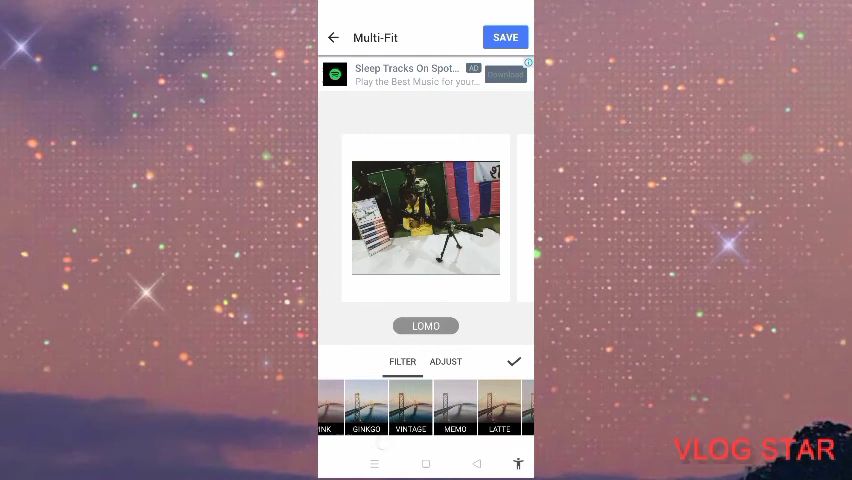 Multi-Fit
SAVE
Sleep Tracks On Spot...
AD
Play the Best Music for your...
Download
LOMO
FILTER
ADJUST
INK
GINKGO
VINTAGE
MEMO
LATTE
VLOG STAR